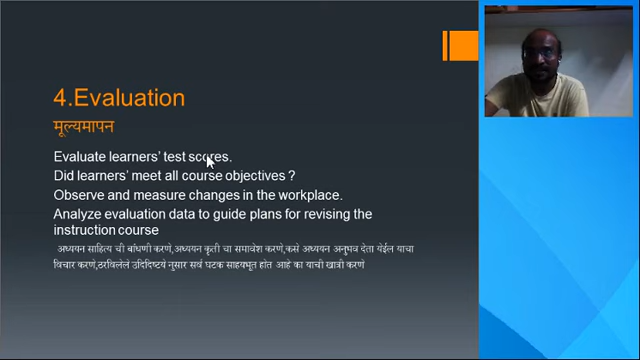 4.Evaluation
मूल्यमापन
Evaluate learners’ test scores.
Did learners’ meet all course objectives ?
Observe and measure changes in the workplace.
Analyze evaluation data to guide plans for revising the
instruction course
अध्ययन साहित्य ची बांधणी करणे,अध्ययन कृती चा समावेश करणे,कसे अध्ययन अनुभव देता येईल याचा
विचार करणे,ठरविलेलं उदिदिष्टये नुसार सर्व घटक साहयभूत होत आहे का याची खात्री करणे